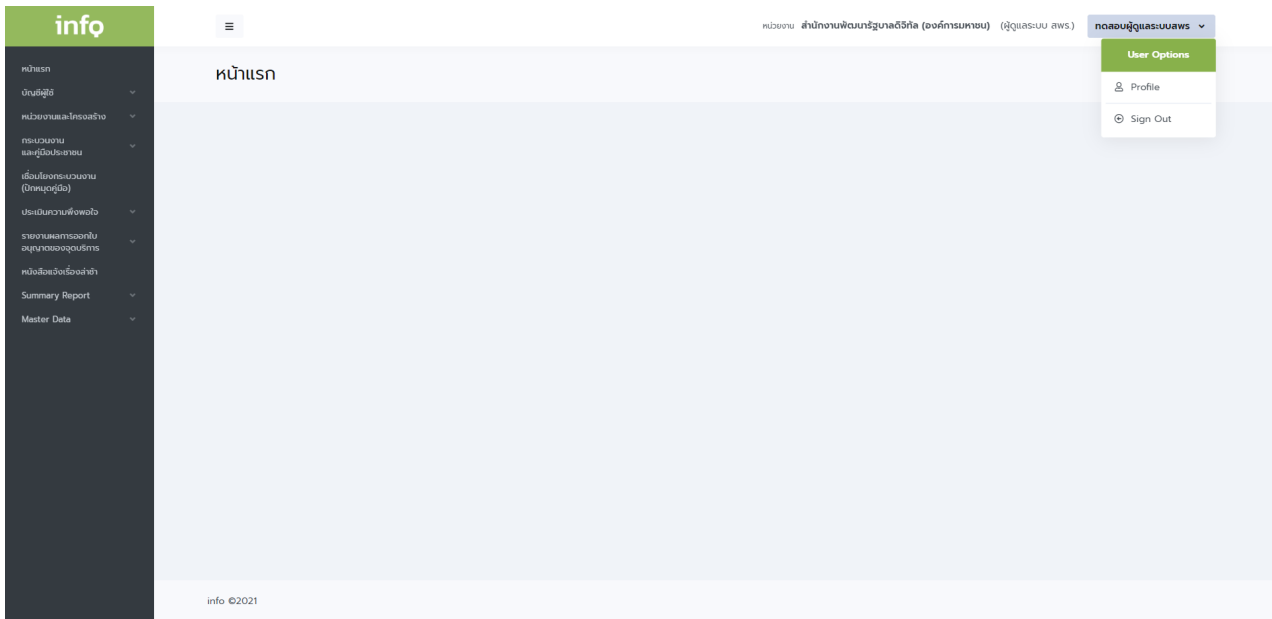 info
หน่วยงาน สำนักงานพัฒนารัฐบาลดิจิทัล (องค์การมหาชน) (ผู้ดูแลระบบ สพร.) ทดสอบผู้ดูแลระบบสพร
User Options
Profile
Sign Out
หน้าแรก
หน้าแรก
บัญชีผู้ใช้
หน่วยงานและโครงสร้าง
กระบวนงาน
และคู่มือประชาชน
เชื่อมโยงกระบวนงาน
(ปักหมุดคู่มือ)
ประเมินความพึงพอใจ
รายงานผลการออกใบ
อนุญาตของจุดบริการ
หนังสือแจ้งเรื่องล่าช้า
Summary Report
Master Data
info ©2021